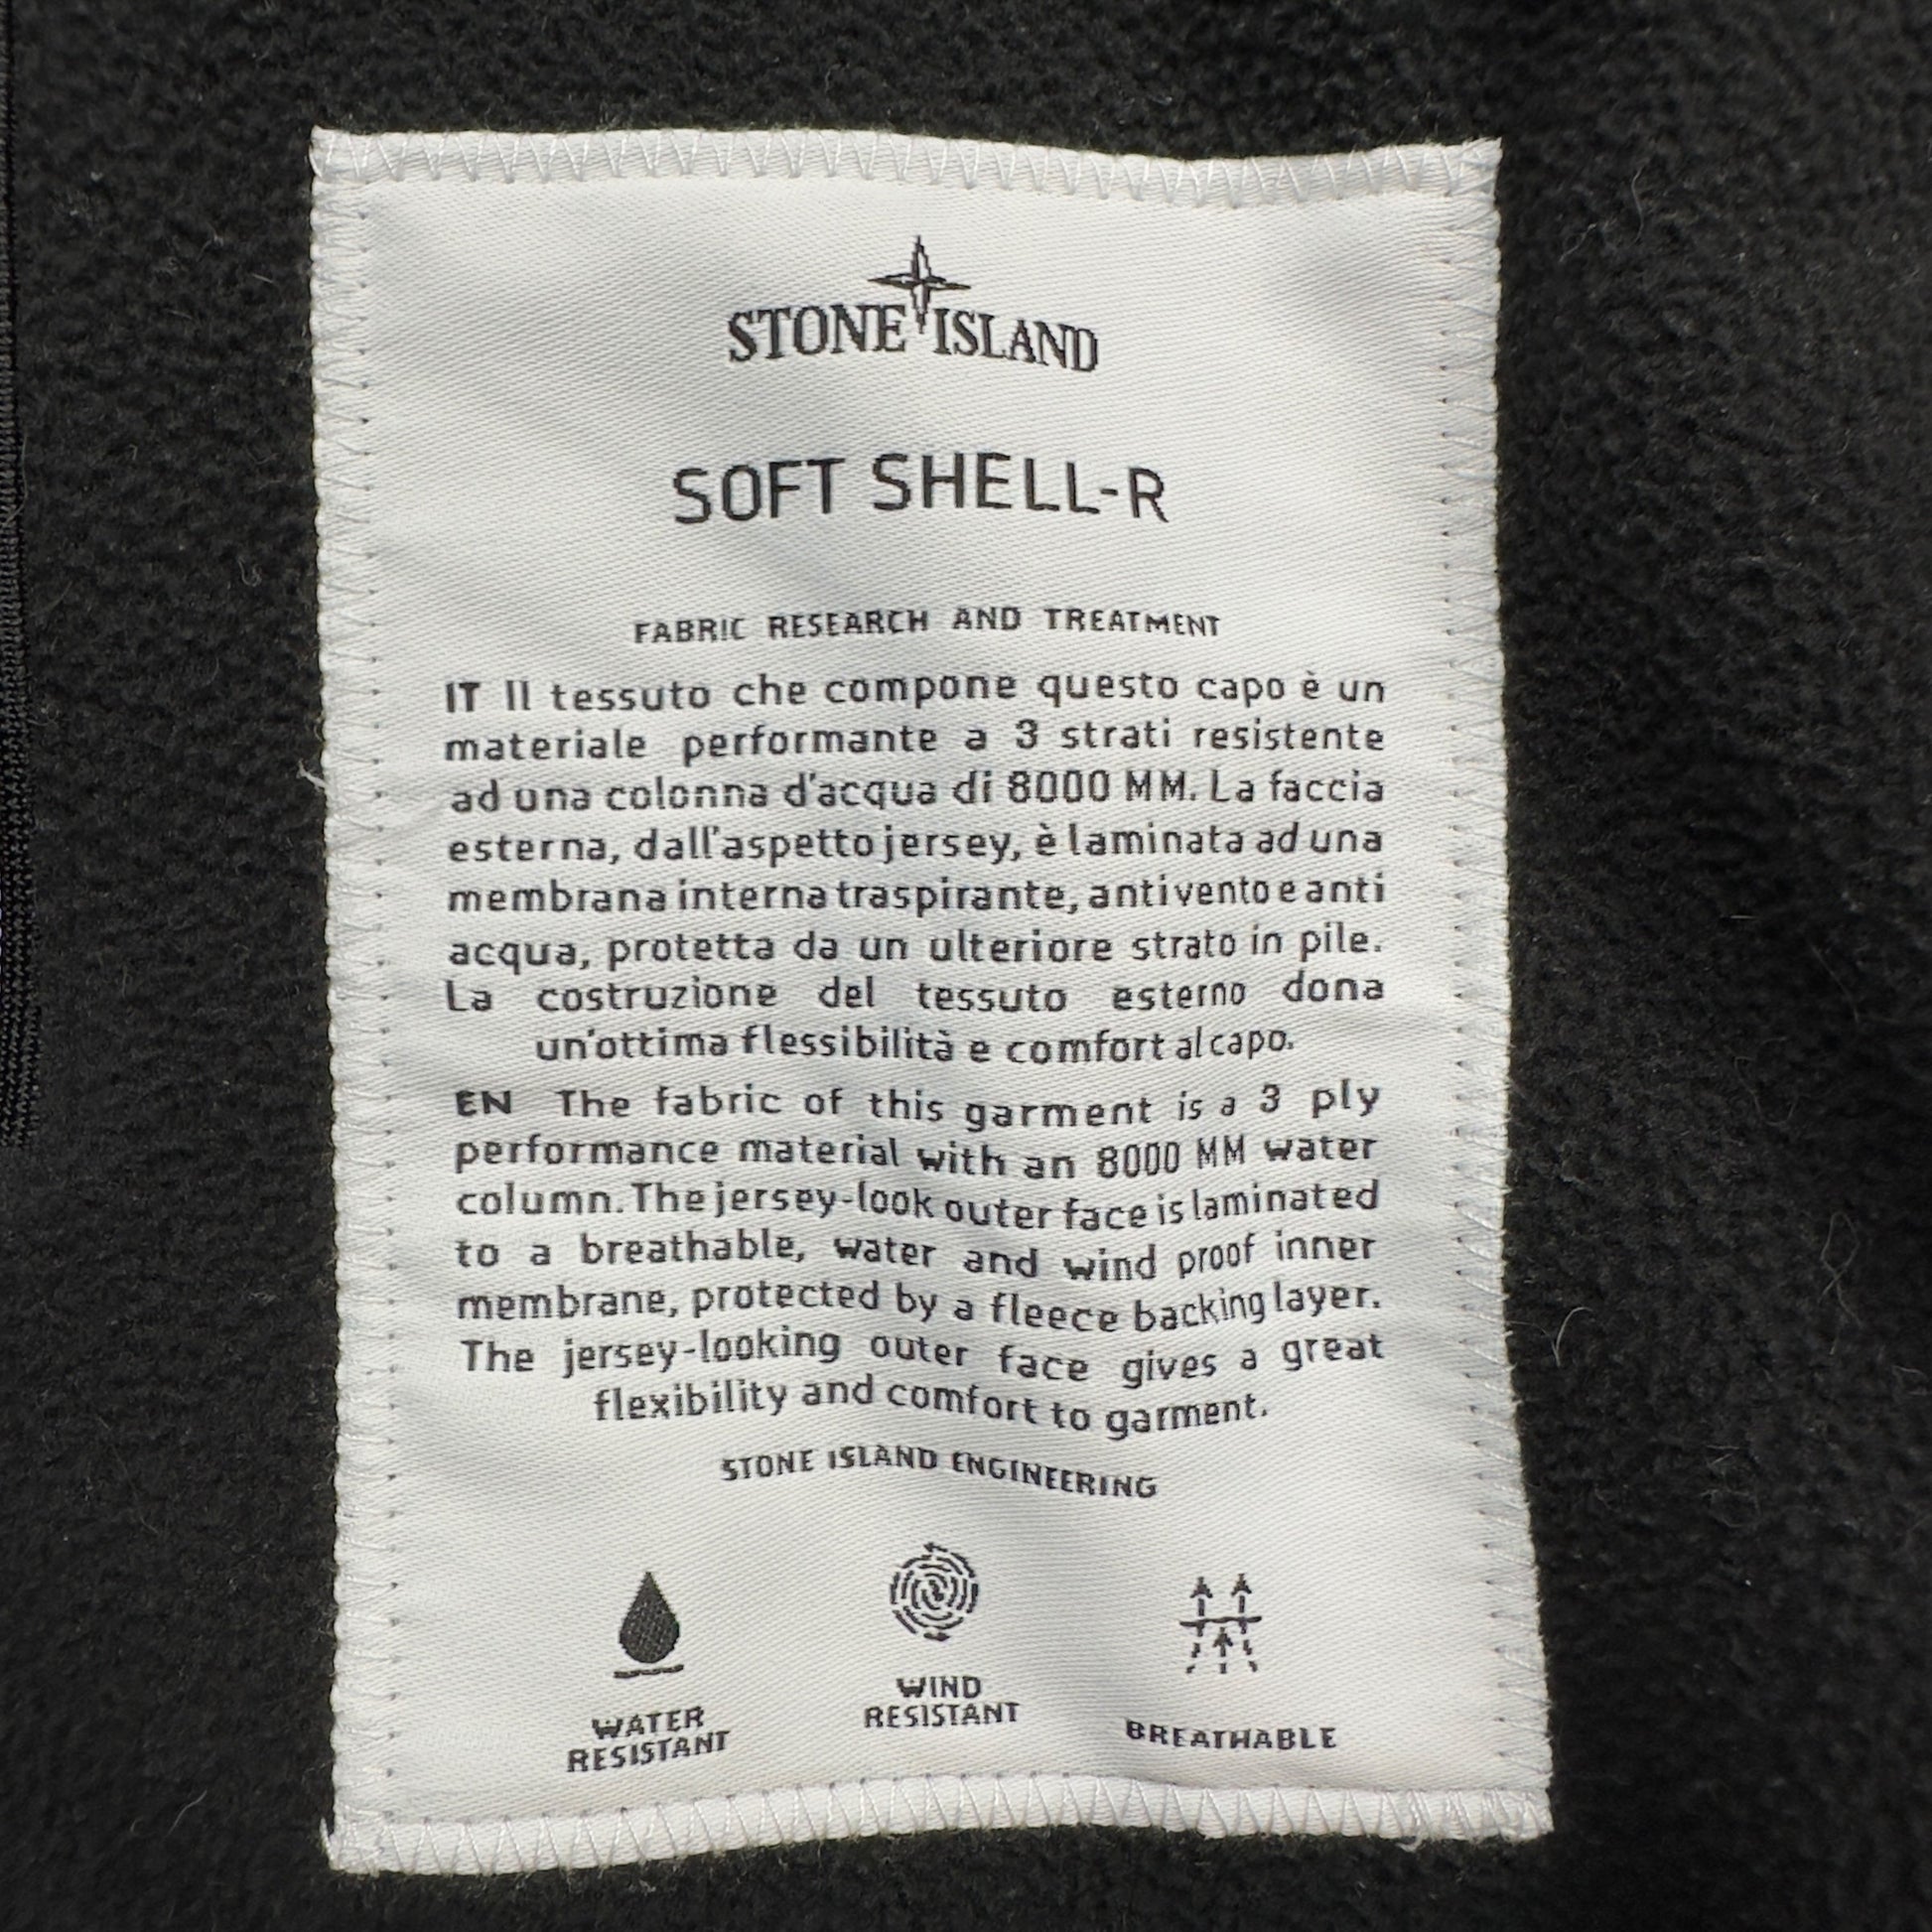 STONE ISLAND
SOFT SHELL-R
FABRIC RESEARCH AND TREATMENT
IT Il tessuto che compone questo capo è un
materiale performante a 3 strati resistente
ad una colonna d'acqua di 8000 MM. La faccia
esterna, dall'aspetto jersey, è laminata ad una
membrana interna traspirante, antivento e anti
acqua, protetta da un ulteriore strato in pile.
La costruzione del tessuto esterno dona
un'ottima flessibilità e comfort al capo.
EN The fabric of this garment is a 3 ply
performance material with an 8000 MM water
column. The jersey-look outer face is laminated
to a breathable, water and wind proof inner
membrane, protected by a fleece backing layer.
The jersey-looking outer face gives a great
flexibility and comfort to garment.
STONE ISLAND ENGINEERING
WATER
RESISTANT
WIND
RESISTANT
BREATHABLE